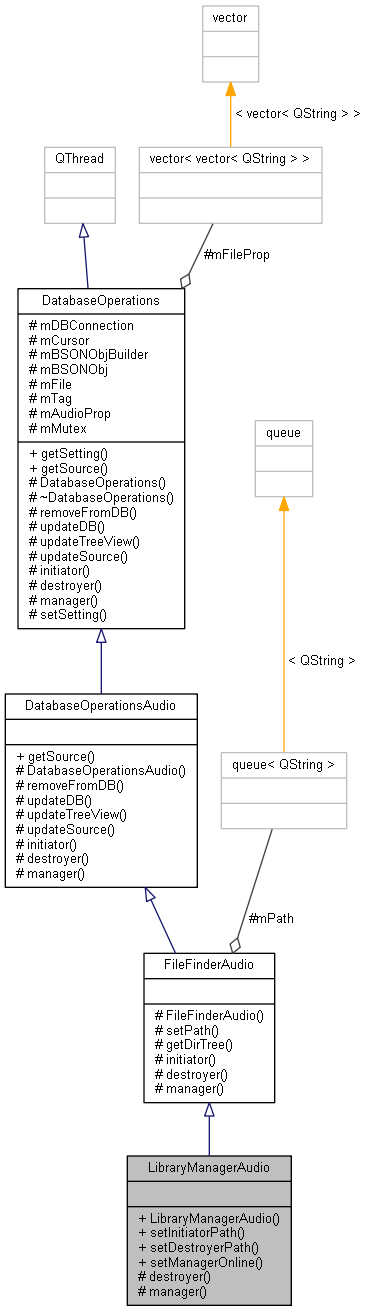 vector
< vector< QString > >
QThread
vector< vector< QString > >
#mFileProp
DatabaseOperations
# mDBConnection
# mCursor
# mBSONObjBuilder
# mBSONObj
# mFile
# mTag
# mAudioProp
# mMutex
+ getSetting()
+ getSource()
# DatabaseOperations()
# ~DatabaseOperations()
# removeFromDB()
# updateDB()
# updateTreeView()
# updateSource()
# initiator()
# destroyer()
# manager()
# setSetting()
queue
< QString >
DatabaseOperationsAudio
+ getSource()
# DatabaseOperationsAudio()
# removeFromDB()
# updateDB()
# updateTreeView()
# updateSource()
# initiator()
# destroyer()
# manager()
queue< QString >
#mPath
FileFinderAudio
# FileFinderAudio()
# setPath()
# getDirTree()
# initiator()
# destroyer()
# manager()
LibraryManagerAudio
+ LibraryManagerAudio()
+ setInitiatorPath()
+ setDestroyerPath()
+ setManagerOnline()
# destroyer()
# manager()